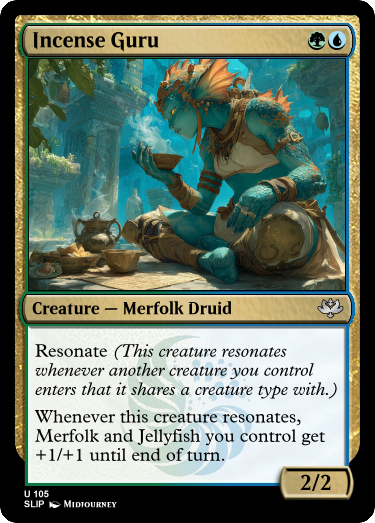 Incense Guru
Creature — Merfolk Druid
Resonate (This creature resonates
whenever another creature you control
enters that it shares a creature type with.)
Whenever this creature resonates,
Merfolk and Jellyfish you control get
+1/+1 until end of turn.
2/2
U 105
SLIP Midjourney